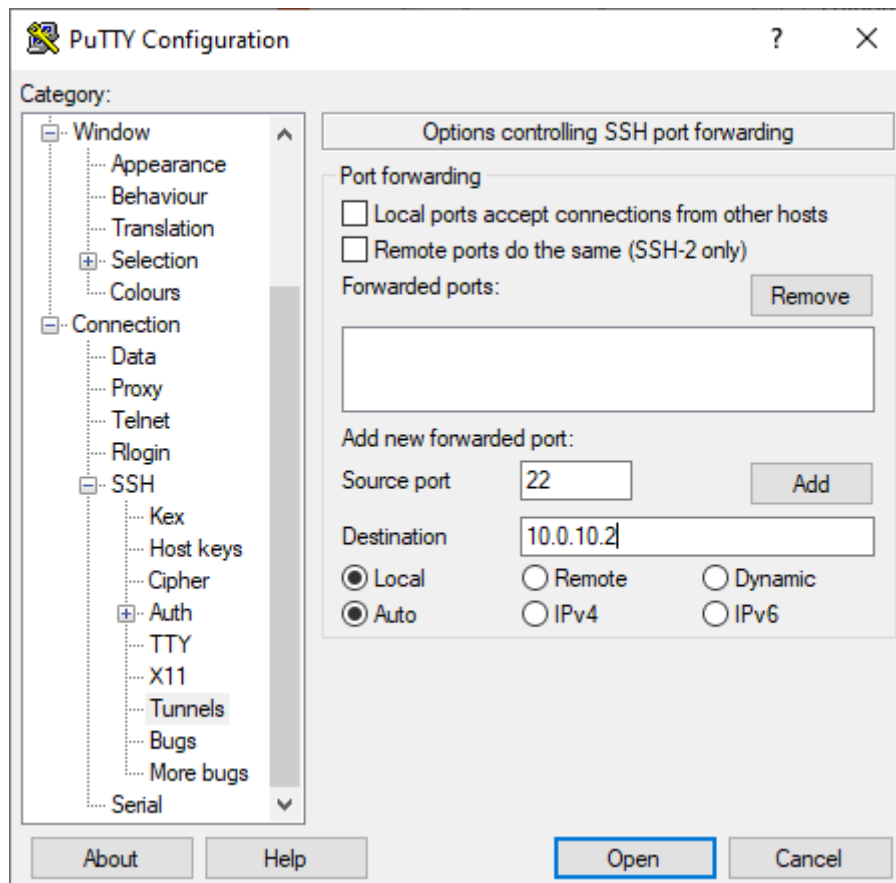 PuTTY Configuration
?
Category:
Window
Appearance
Behaviour
Translation
Selection
Colours
Connection
Data
Proxy
Telnet
Rlogin
SSH
Kex
Host keys
Cipher
Auth
TTY
X11
Tunnels
Bugs
More bugs
Serial
Options controlling SSH port forwarding
Port forwarding
Local ports accept connections from other hosts
Remote ports do the same (SSH-2 only)
Forwarded ports:
Remove
Add new forwarded port:
Source port 22 Add
Destination 10.0.10.2
Local Remote Dynamic
Auto IPv4 IPv6
About Help Open Cancel